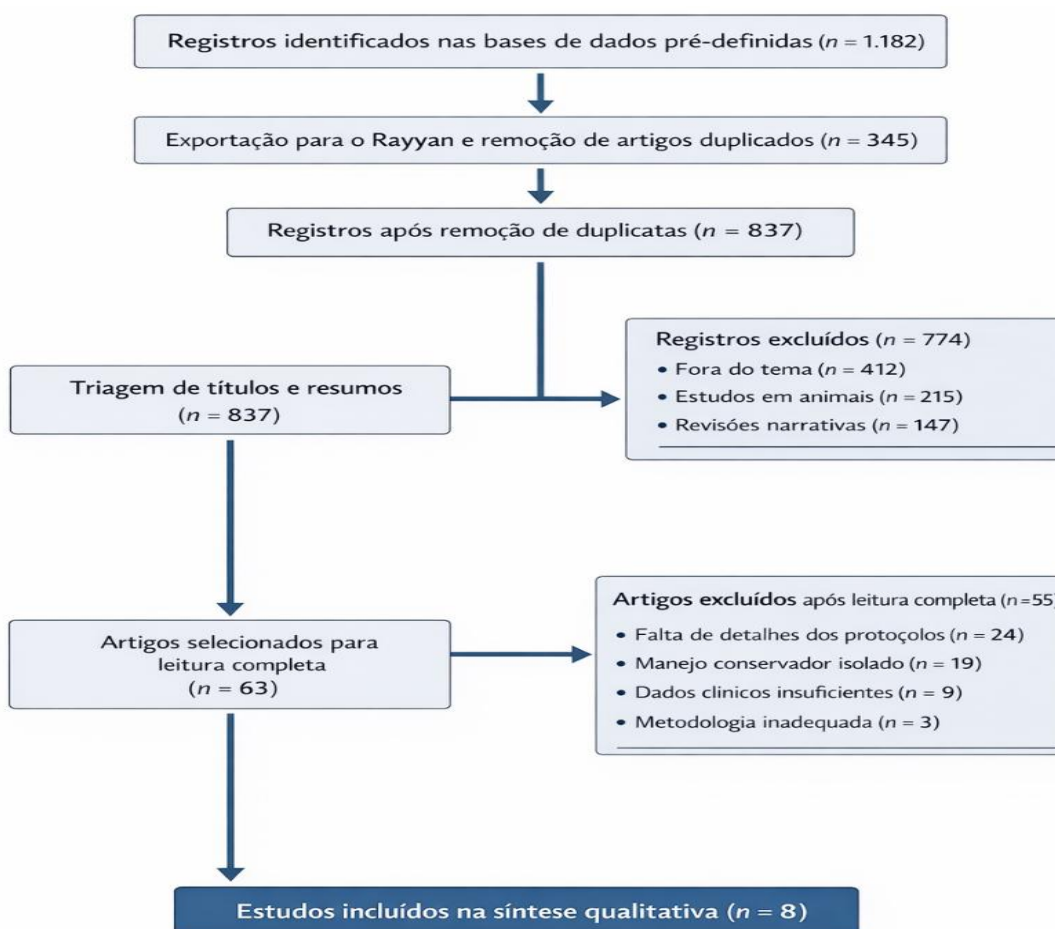 Registros identificados nas bases de dados pré-definidas (n = 1.182)
Exportação para o Rayyan e remoção de artigos duplicados (n = 345)
Registros após remoção de duplicatas (n = 837)
Triagem de títulos e resumos
(n = 837)
Registros excluídos (n = 774)
• Fora do tema (n = 412)
• Estudos em animais (n = 215)
• Revisóes narrativas (n = 147)
Artigos selecionados para
leitura completa
(n = 63)
Artigos excluídos após leitura completa (n=55)
• Falta de detalhes dos protoçolos (n = 24)
• Manejo conservador isolado (n = 19)
• Dados clinicos insuficientes (n = 9)
• Metodologia inadequada (n = 3)
Estudos incluídos na síntese qualitativa (n = 8)